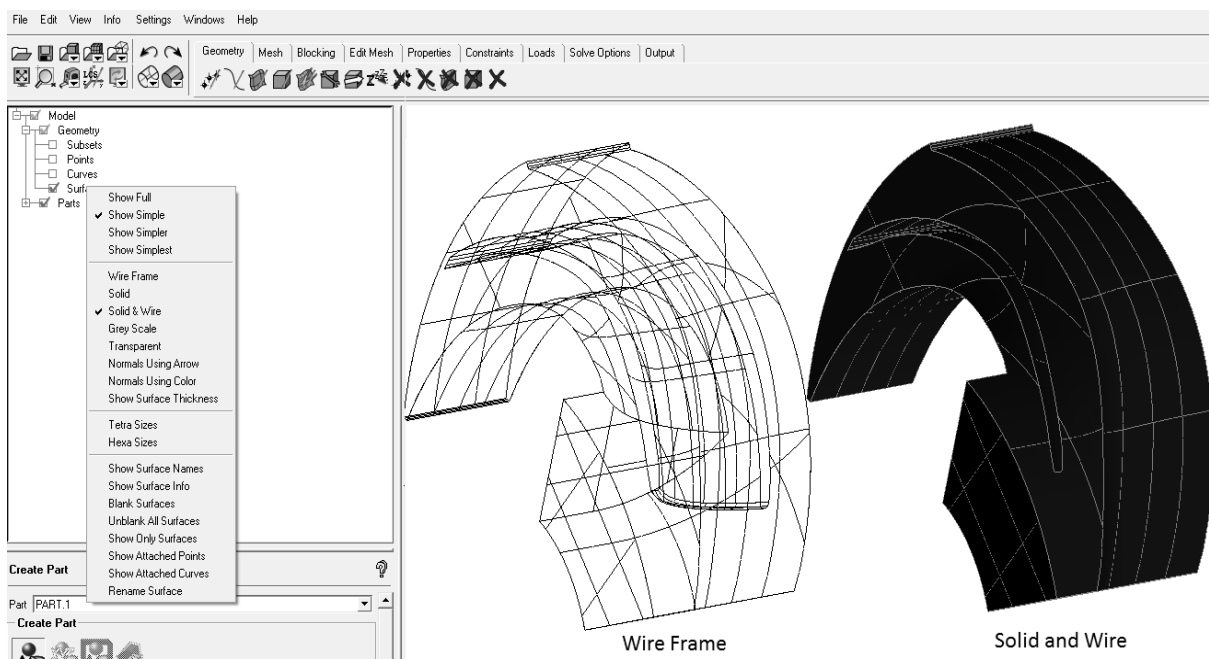 File Edit View Info Settings Windows Help
Geometry Mesh Blocking Edit Mesh Properties Constraints Loads Solve Options Output
LCS
Model
Geometry
Subsets
Points
Curves
Surfa
Parts
Show Full
Show Simple
Show Simpler
Show Simplest
Wire Frame
Solid
Solid & Wire
Grey Scale
Transparent
Normals Using Arrow
Normals Using Color
Show Surface Thickness
Tetra Sizes
Hexa Sizes
Show Surface Names
Show Surface Info
Blank Surfaces
Unblank All Surfaces
Show Only Surfaces
Show Attached Points
Show Attached Curves
Rename Surface
Create Part
Part PART.1
Create Part
Wire Frame
Solid and Wire